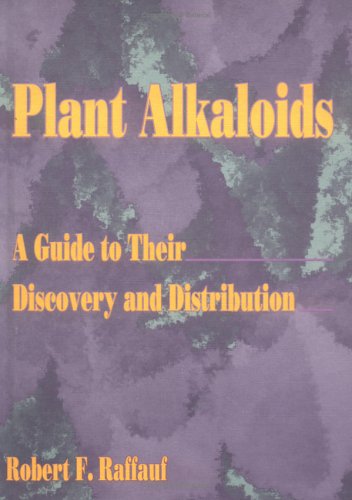 Plant Alkaloids
A Guide to Their
Discovery and Distribution
Robert F. Raffauf